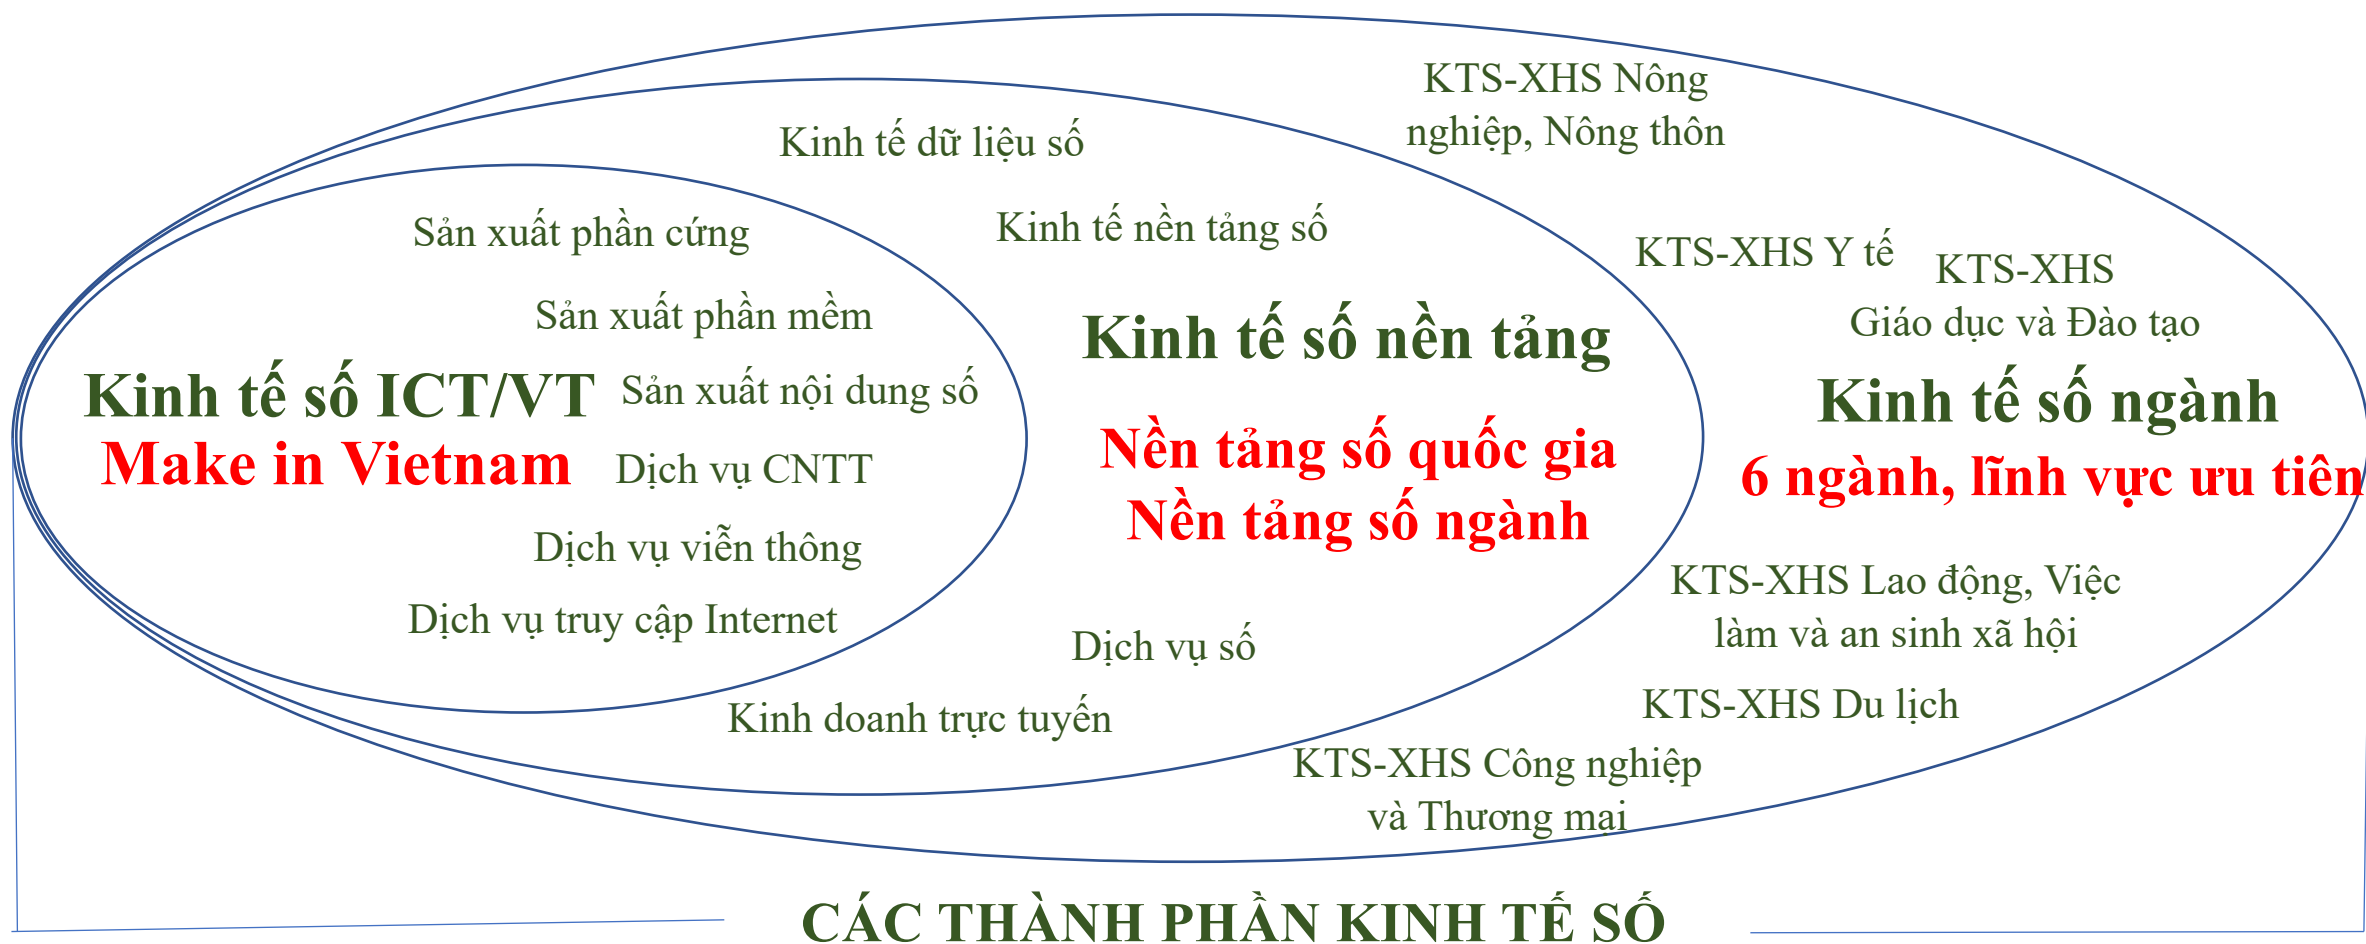 KTS-XHS Nông
nghiệp, Nông thôn
Kinh tế dữ liệu số
Kinh tế nền tảng số
Sản xuất phần cứng
Sản xuất phần mềm
Kinh tế số ICT/VT
Make in Vietnam
Sản xuất nội dung số
Dịch vụ CNTT
Dịch vụ viễn thông
Dịch vụ truy cập Internet
Kinh tế số nền tảng
Nền tảng số quốc gia
Nền tảng số ngành
Dịch vụ số
Kinh doanh trực tuyến
KTS-XHS Y tế
KTS-XHS
Giáo dục và Đào tạo
Kinh tế số ngành
6 ngành, lĩnh vực ưu tiên
KTS-XHS Lao động, Việc
làm và an sinh xã hội
KTS-XHS Du lịch
KTS-XHS Công nghiệp
và Thương mại
CÁC THÀNH PHẦN KINH TẾ SỐ